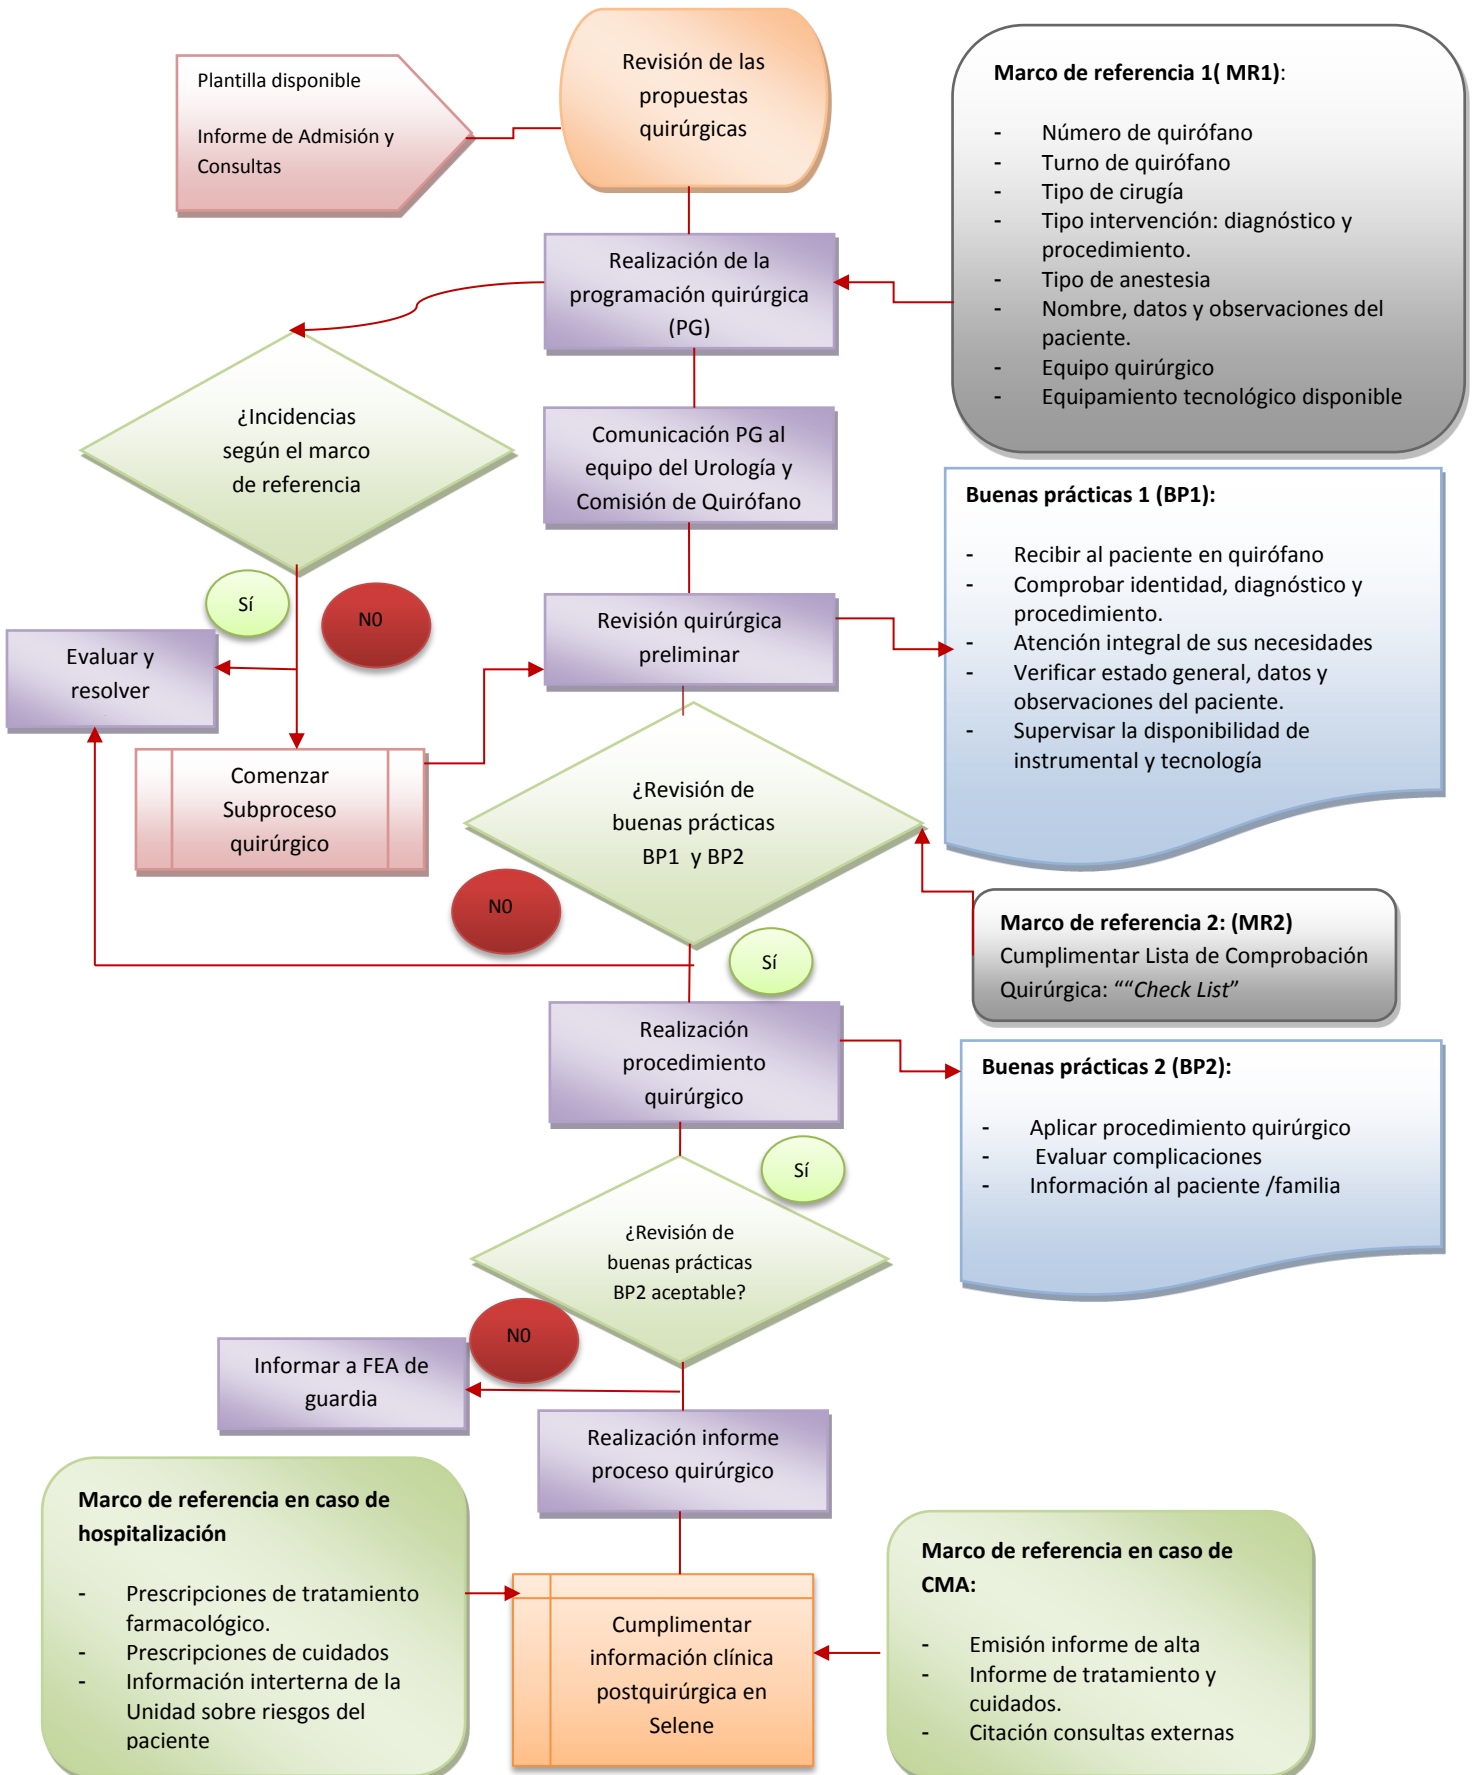 Plantilla disponible
Informe de Admisión y
Consultas
Revisión de las
propuestas
quirúrgicas
Marco de referencia 1( MR1):
- Número de quirófano
- Turno de quirófano
- Tipo de cirugía
- Tipo intervención: diagnóstico y
procedimiento.
- Tipo de anestesia
- Nombre, datos y observaciones del
paciente.
- Equipo quirúrgico
- Equipamiento tecnológico disponible
Realización de la
programación quirúrgica
(PG)
¿Incidencias
según el marco
de referencia
Comunicación PG al
equipo del Urología y
Comisión de Quirófano
Buenas prácticas 1 (BP1):
- Recibir al paciente en quirófano
- Comprobar identidad, diagnóstico y
procedimiento.
- Atención integral de sus necesidades
- Verificar estado general, datos y
observaciones del paciente.
- Supervisar la disponibilidad de
instrumental y tecnología
Sí
N0
Revisión quirúrgica
preliminar
Evaluar y
resolver
Comenzar
Subproceso
quirúrgico
¿Revisión de
buenas prácticas
BP1 y BP2
N0
Sí
Marco de referencia 2: (MR2)
Cumplimentar Lista de Comprobación
Quirúrgica: ““Check List”
Realización
procedimiento
quirúrgico
Buenas prácticas 2 (BP2):
- Aplicar procedimiento quirúrgico
- Evaluar complicaciones
- Información al paciente /familia
Sí
¿Revisión de
buenas prácticas
BP2 aceptable?
N0
Informar a FEA de
guardia
Realización informe
proceso quirúrgico
Marco de referencia en caso de
hospitalización
- Prescripciones de tratamiento
farmacológico.
- Prescripciones de cuidados
- Información interterna de la
Unidad sobre riesgos del
paciente
Cumplimentar
información clínica
postquirúrgica en
Selene
Marco de referencia en caso de
CMA:
- Emisión informe de alta
- Informe de tratamiento y
cuidados.
- Citación consultas externas